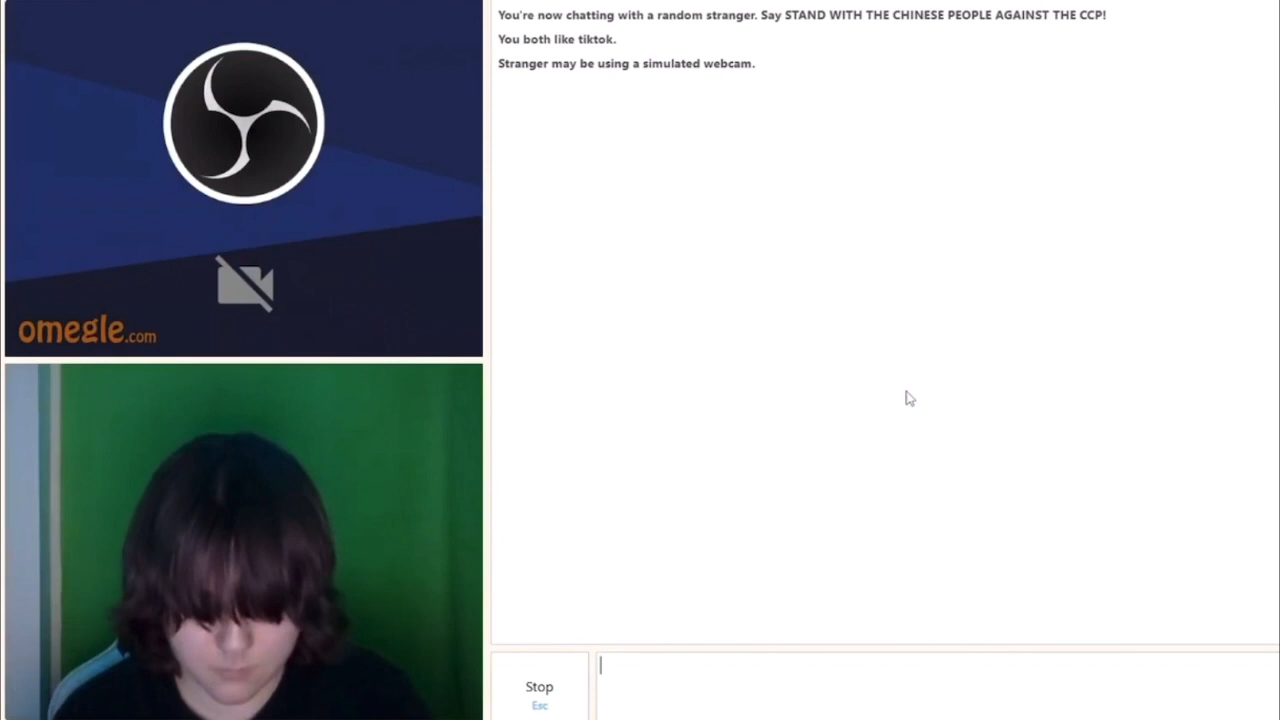 You're now chatting with a random stranger. Say STAND WITH THE CHINESE PEOPLE AGAINST THE CCP!
You both like tiktok.
Stranger may be using a simulated webcam.
omegle.com
Stop
Esc